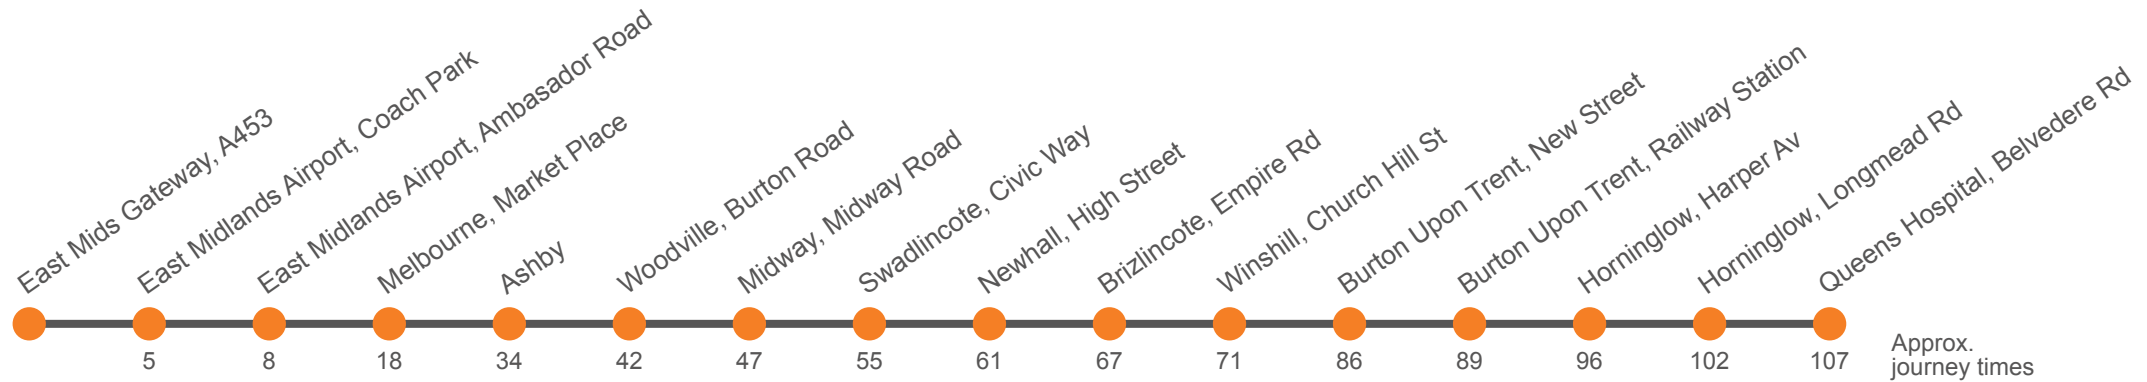 East Mids Gateway, A453
East Midlands Airport, Coach Park
East Midlands Airport, Ambasador Road
Melbourne, Market Place
Ashby
Woodville, Burton Road
Midway, Midway Road
Swadlincote, Civic Way
Newhall, High Street
Brizlincote, Empire Rd
Winshill, Church Hill St
Burton Upon Trent, New Street
Burton Upon Trent, Railway Station
Horninglow, Harper Av
Horninglow, Longmead Rd
Queens Hospital, Belvedere Rd
5 8 18 34 42 47 55 61 67 71 86 89 96 102 107
Approx.
journey times